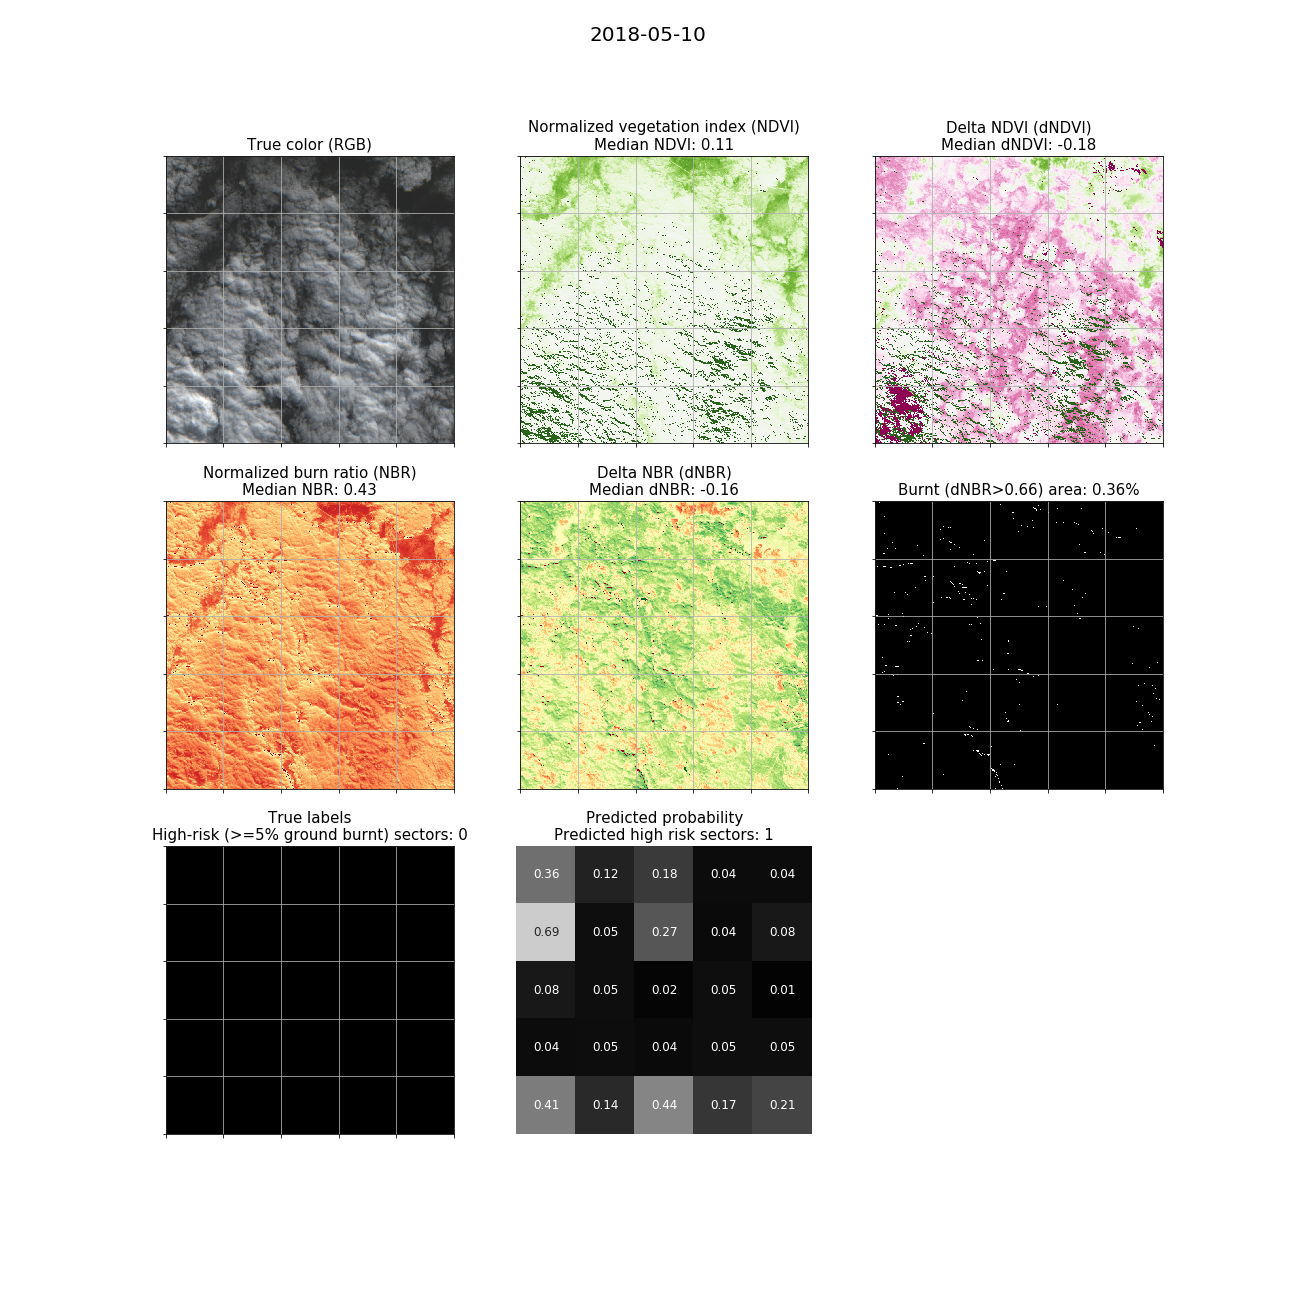 2018-05-10
True color (RGB)
Normalized vegetation index (NDVI)
Median NDVI: 0.11
Delta NDVI (dNDVI)
Median dNDVI: -0.18
Normalized burn ratio (NBR)
Median NBR: 0.43
Delta NBR (dNBR)
Median dNBR: -0.16
Burnt (dNBR>0.66) area: 0.36%
True labels
High-risk (>=5% ground burnt) sectors: 0
Predicted probability
Predicted high risk sectors: 1
0.36 0.12 0.18 0.04 0.04
0.69 0.05 0.27 0.04 0.08
0.08 0.05 0.02 0.05 0.01
0.04 0.05 0.04 0.05 0.05
0.41 0.14 0.44 0.17 0.21